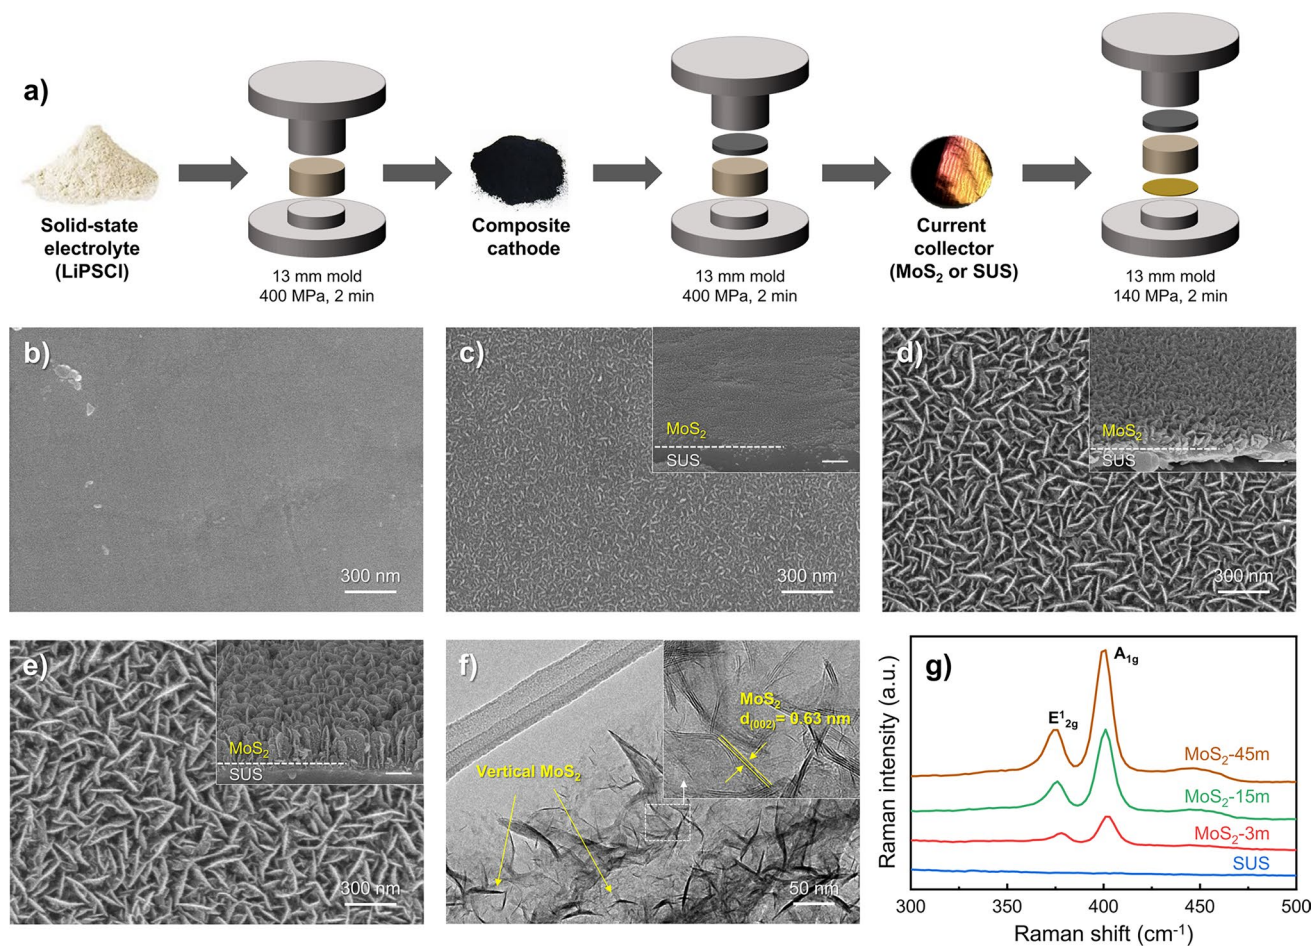 a)
Solid-state
electrolyte
(LiPSCl)
13 mm mold
400 MPa, 2 min
Composite
cathode
13 mm mold
400 MPa, 2 min
Current
collector
(MoS₂ or SUS)
13 mm mold
140 MPa, 2 min
b)
300 nm
c)
MoS₂
SUS
300 nm
d)
MoS₂
SUS
300 nm
e)
MoS₂
SUS
300 nm
f)
MoS₂
d₍₀₀₂₎= 0.63 nm
Vertical MoS₂
50 nm
g)
A₁g
E¹₂g
MoS₂-45m
MoS₂-15m
MoS₂-3m
SUS
Raman intensity (a.u.)
300
350
400
450
500
Raman shift (cm⁻¹)